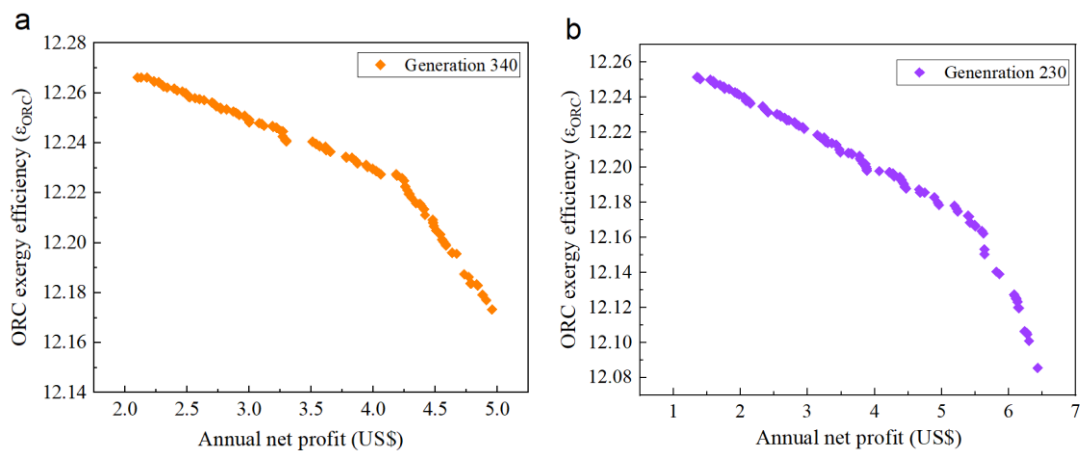 a
ORC exergy efficiency (εORC)
12.28
12.26
12.24
12.22
12.20
12.18
12.16
12.14
Generation 340
2.0 2.5 3.0 3.5 4.0 4.5 5.0
Annual net profit (US$)
b
ORC exergy efficiency (εORC)
12.26
12.24
12.22
12.20
12.18
12.16
12.14
12.12
12.10
12.08
Genenration 230
1 2 3 4 5 6 7
Annual net profit (US$)